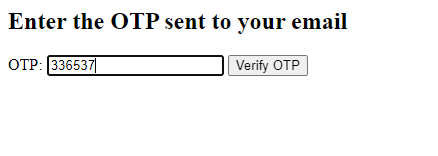 Enter the OTP sent to your email
OTP: 336537 Verify OTP